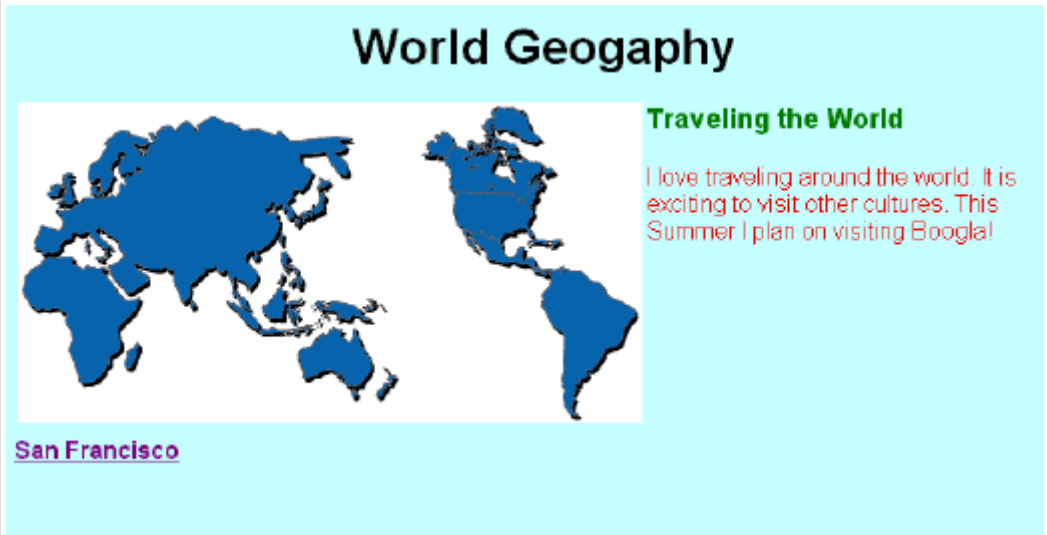 World Geogaphy
Traveling the World
I love traveling around the world. It is
exciting to visit other cultures. This
Summer I plan on visiting Boogla!
San Francisco